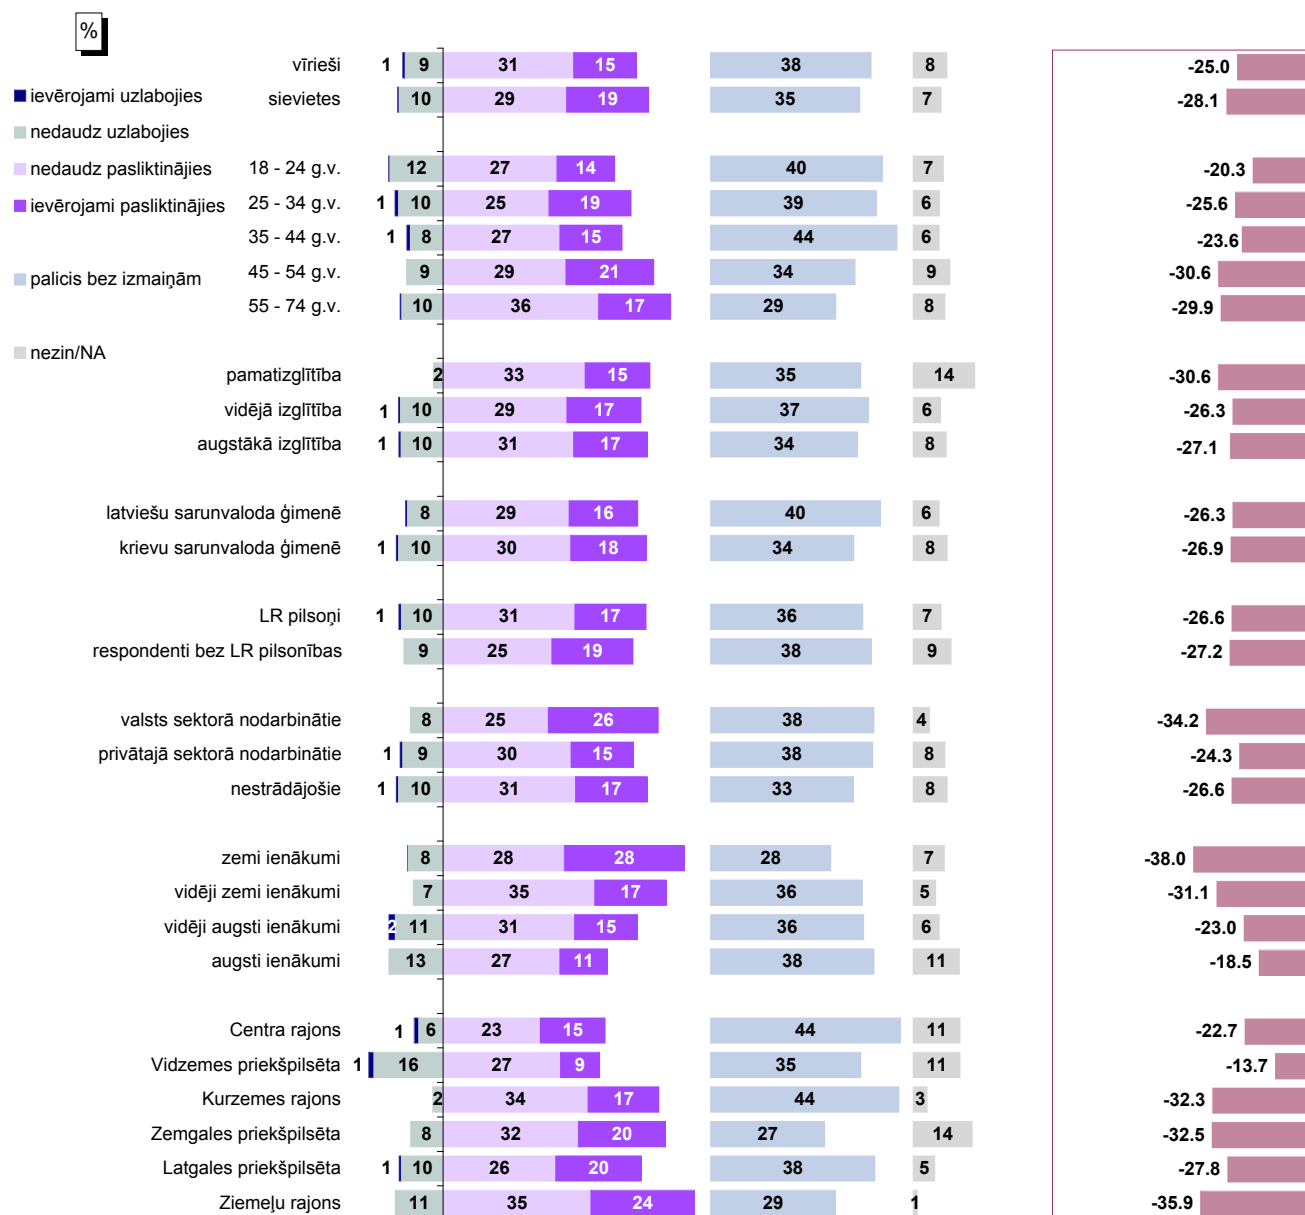 %
ievērojami uzlabojies
nedaudz uzlabojies
nedaudz pasliktinājies
ievērojami pasliktinājies
palicis bez izmaiņām
nezin/NA
vīrieši 1 9 31 15 38 8 -25.0
sievietes 10 29 19 35 7 -28.1
18 - 24 g.v. 12 27 14 40 7 -20.3
25 - 34 g.v. 1 10 25 19 39 6 -25.6
35 - 44 g.v. 1 8 27 15 44 6 -23.6
45 - 54 g.v. 9 29 21 34 9 -30.6
55 - 74 g.v. 10 36 17 29 8 -29.9
pamatizglītība 2 33 15 35 14 -30.6
vidējā izglītība 1 10 29 17 37 6 -26.3
augstākā izglītība 1 10 31 17 34 8 -27.1
latviešu sarunvaloda ģimenē 8 29 16 40 6 -26.3
krievu sarunvaloda ģimenē 1 10 30 18 34 8 -26.9
LR pilsoņi 1 10 31 17 36 7 -26.6
respondenti bez LR pilsonības 9 25 19 38 9 -27.2
valsts sektorā nodarbinātie 8 25 26 38 4 -34.2
privātajā sektorā nodarbinātie 1 9 30 15 38 8 -24.3
nestrādājošie 1 10 31 17 33 8 -26.6
zemi ienākumi 8 28 28 28 7 -38.0
vidēji zemi ienākumi 7 35 17 36 5 -31.1
vidēji augsti ienākumi 2 11 31 15 36 6 -23.0
augsti ienākumi 13 27 11 38 11 -18.5
Centra rajons 1 6 23 15 44 11 -22.7
Vidzemes priekšpilsēta 1 16 27 9 35 11 -13.7
Kurzemes rajons 2 34 17 44 3 -32.3
Zemgales priekšpilsēta 8 32 20 27 14 -32.5
Latgales priekšpilsēta 1 10 26 20 38 5 -27.8
Ziemeļu rajons 11 35 24 29 1 -35.9